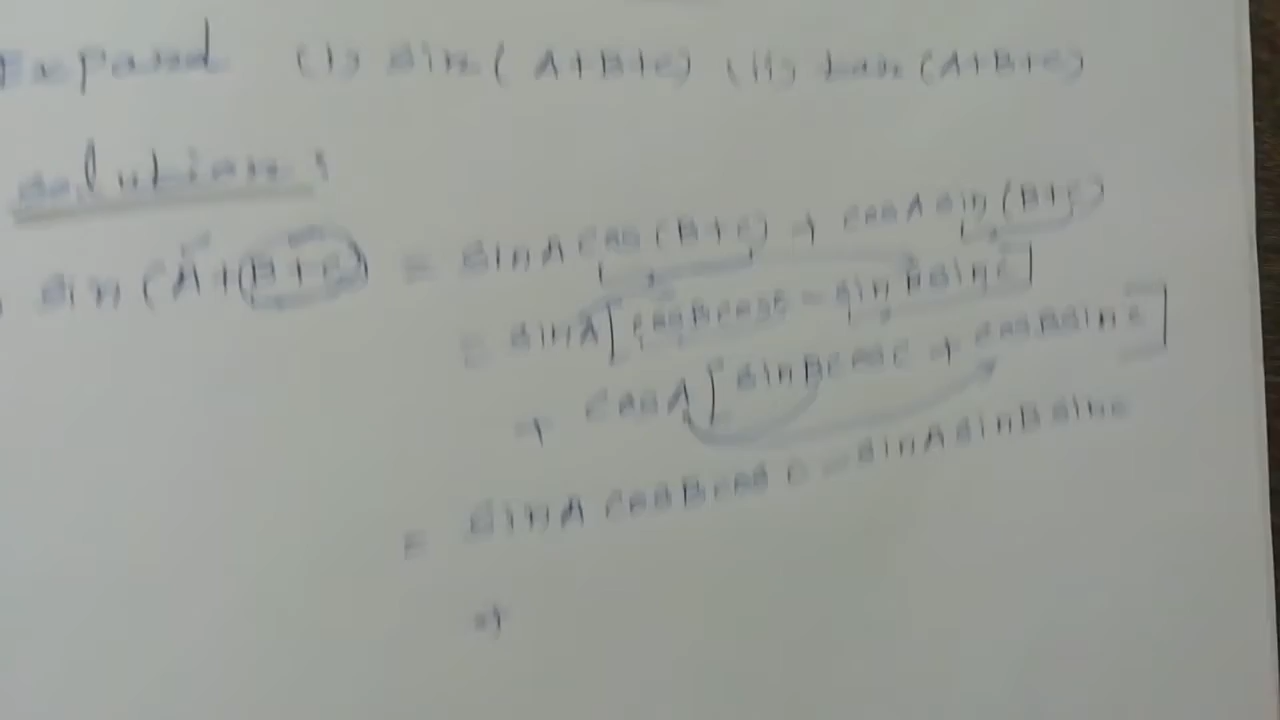 Expand (i) sin(A+B+C) (ii) tan(A+B+C)
solution:
sin(A+(B+C)) = sinA cos(B+C) + cosA sin(B+C)
= sinA[cosBcosC - sinBsinC]
+ cosA[sinBcosC + cosBsinC]
= sinA cosBcosC - sinAsinBsinC
+